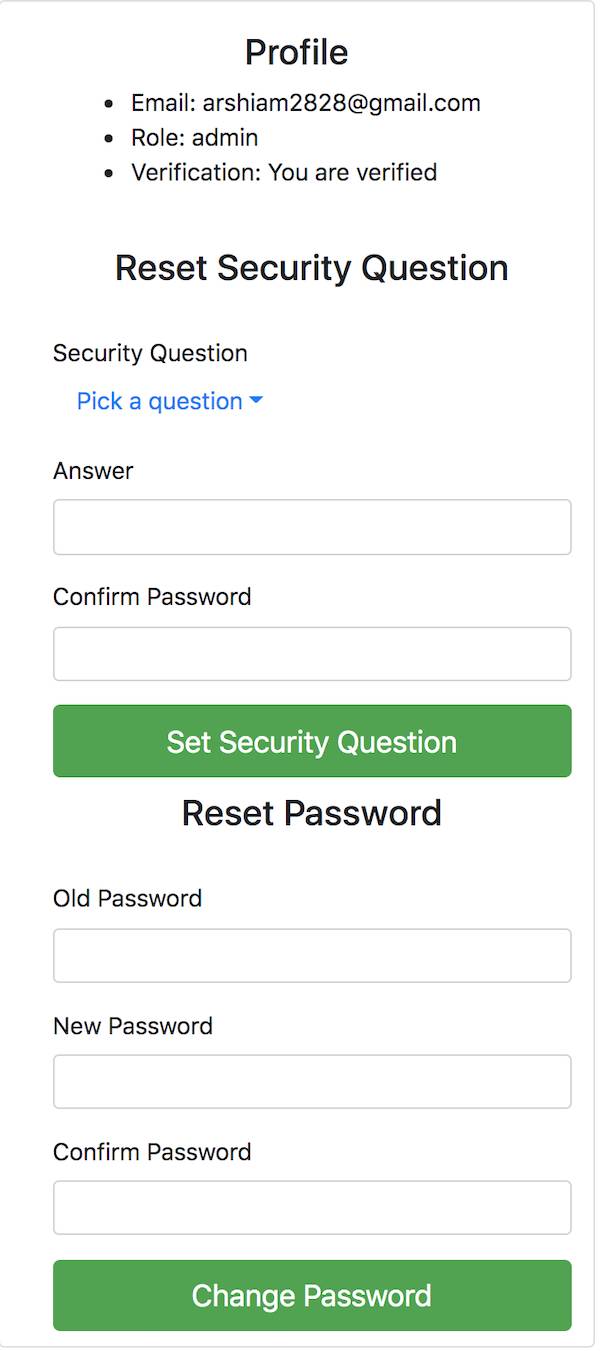 Profile
• Email: arshiam2828@gmail.com
• Role: admin
• Verification: You are verified
Reset Security Question
Security Question
Pick a question
Answer
Confirm Password
Set Security Question
Reset Password
Old Password
New Password
Confirm Password
Change Password